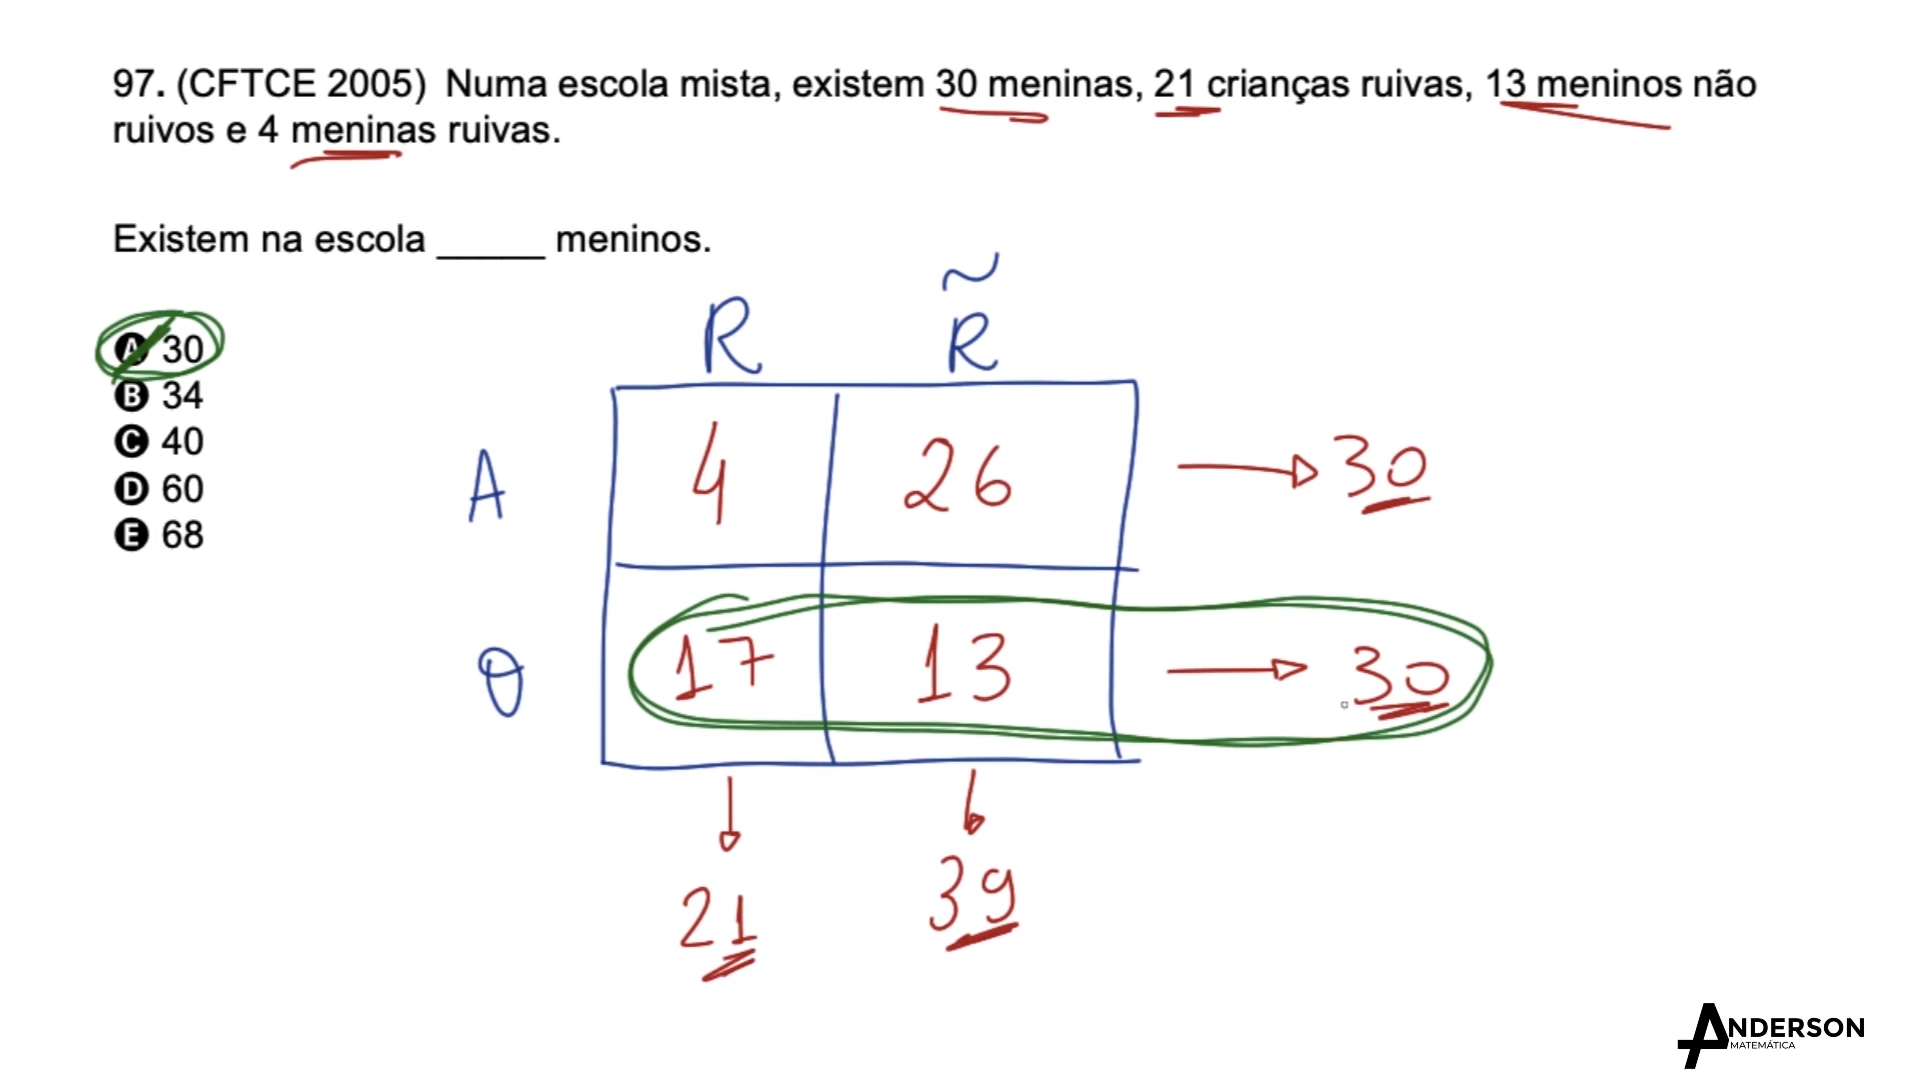 97. (CFTCE 2005) Numa escola mista, existem 30 meninas, 21 crianças ruivas, 13 meninos não
ruivos e 4 meninas ruivas.
Existem na escola _____ meninos.
A 30
B 34
C 40
D 60
E 68
R ~R
A 4 26 → 30
O 17 13 → 30
21 39
ANDERSON
MATEMÁTICA